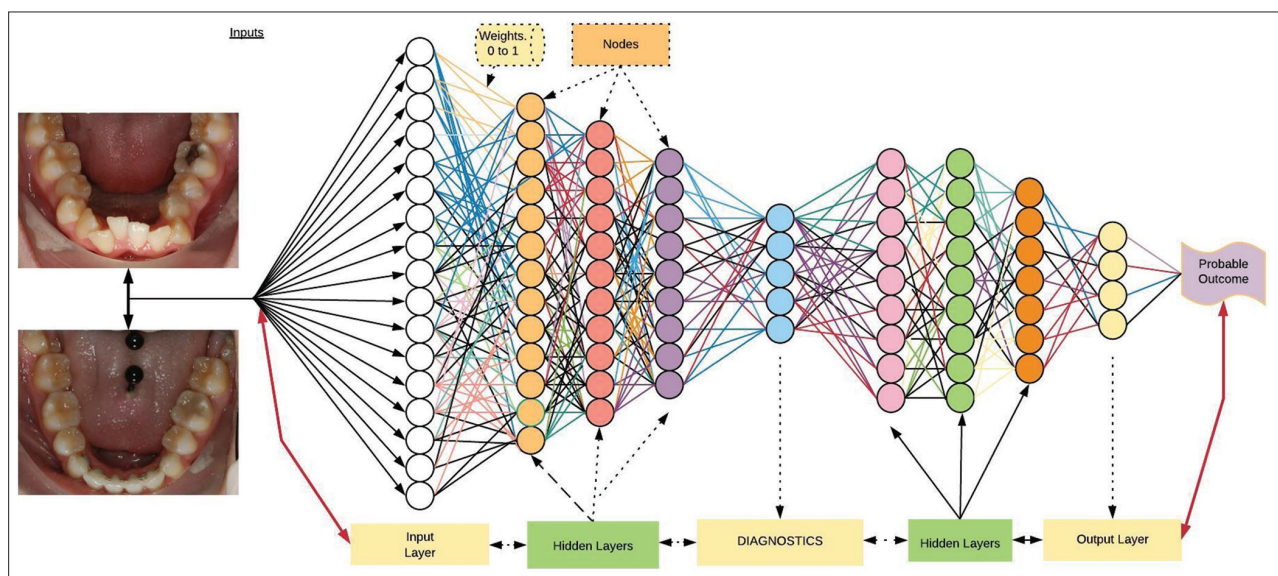 Inputs
Weights.
0 to 1
Nodes
Probable
Outcome
Input
Layer
Hidden Layers
DIAGNOSTICS
Hidden Layers
Output Layer